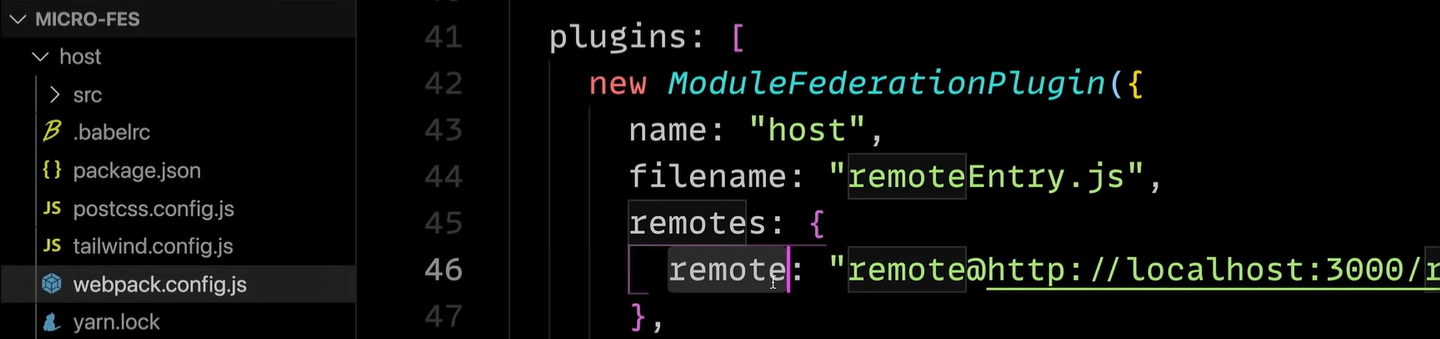 MICRO-FES
host
src
.babelrc
package.json
postcss.config.js
tailwind.config.js
webpack.config.js
yarn.lock
41 plugins: [
42 new ModuleFederationPlugin({
43 name: "host",
44 filename: "remoteEntry.js",
45 remotes: {
46 remote: "remote@http://localhost:3000/r
47 },